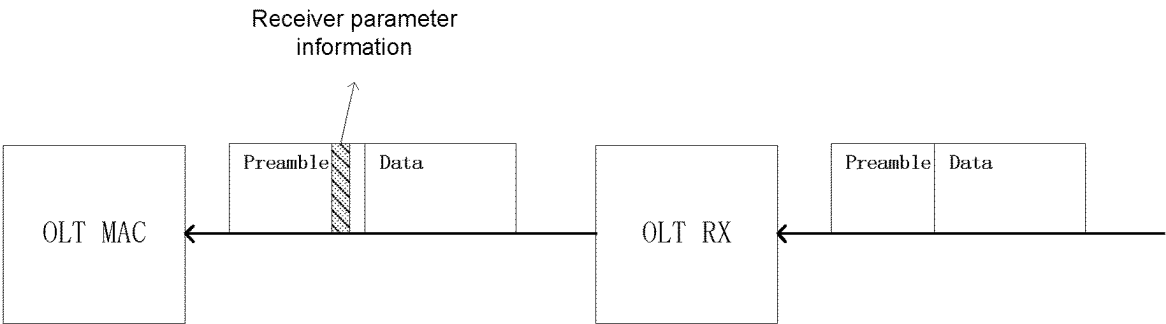 Receiver parameter
information
Preamble
Data
Preamble
Data
OLT MAC
OLT RX